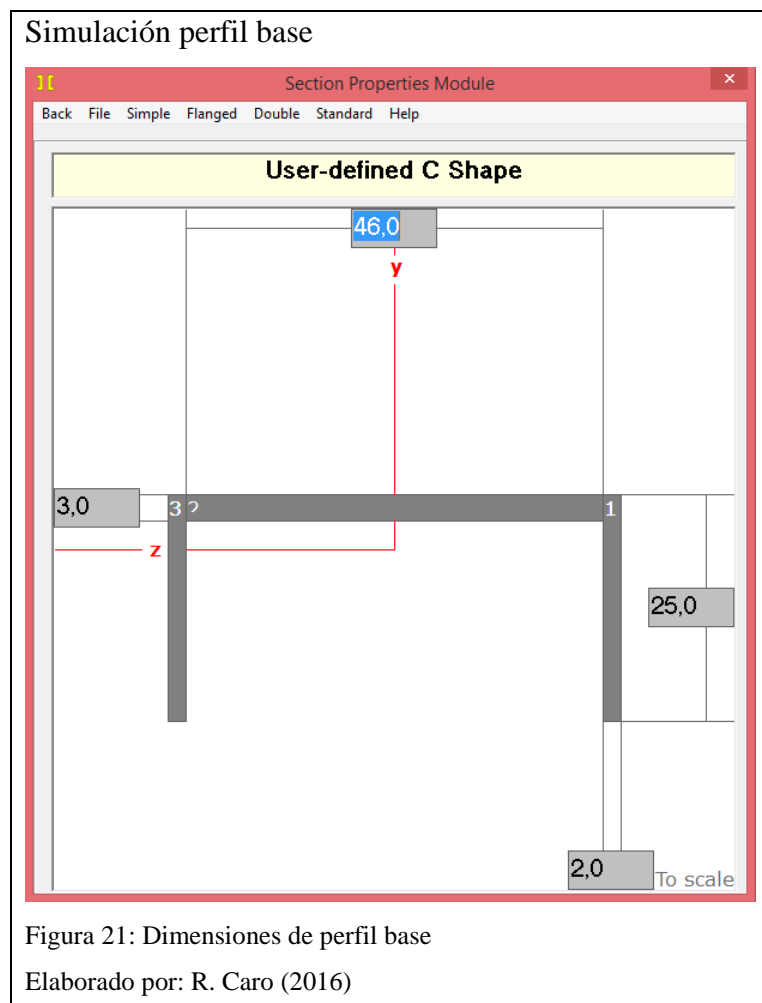 Simulación perfil base
Section Properties Module
Back File Simple Flanged Double Standard Help
User-defined C Shape
46,0
y
3,0
3 2 1
z
25,0
2,0
To scale
Figura 21: Dimensiones de perfil base
Elaborado por: R. Caro (2016)